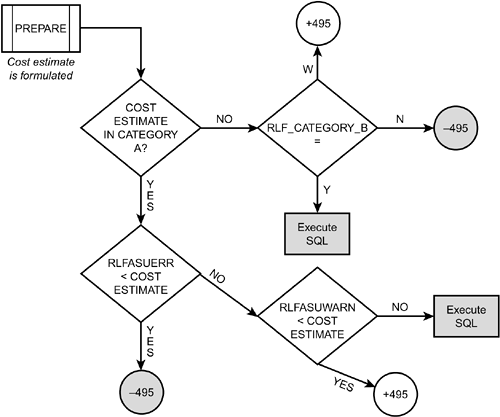 PREPARE
Cost estimate
is formulated
COST
ESTIMATE
IN CATEGORY
A?
NO
RLF_CATEGORY_B
=
W
+495
N
–495
Y
Execute
SQL
YES
RLFASUERR
< COST
ESTIMATE
NO
RLFASUWARN
< COST
ESTIMATE
NO
Execute
SQL
YES
–495
YES
+495